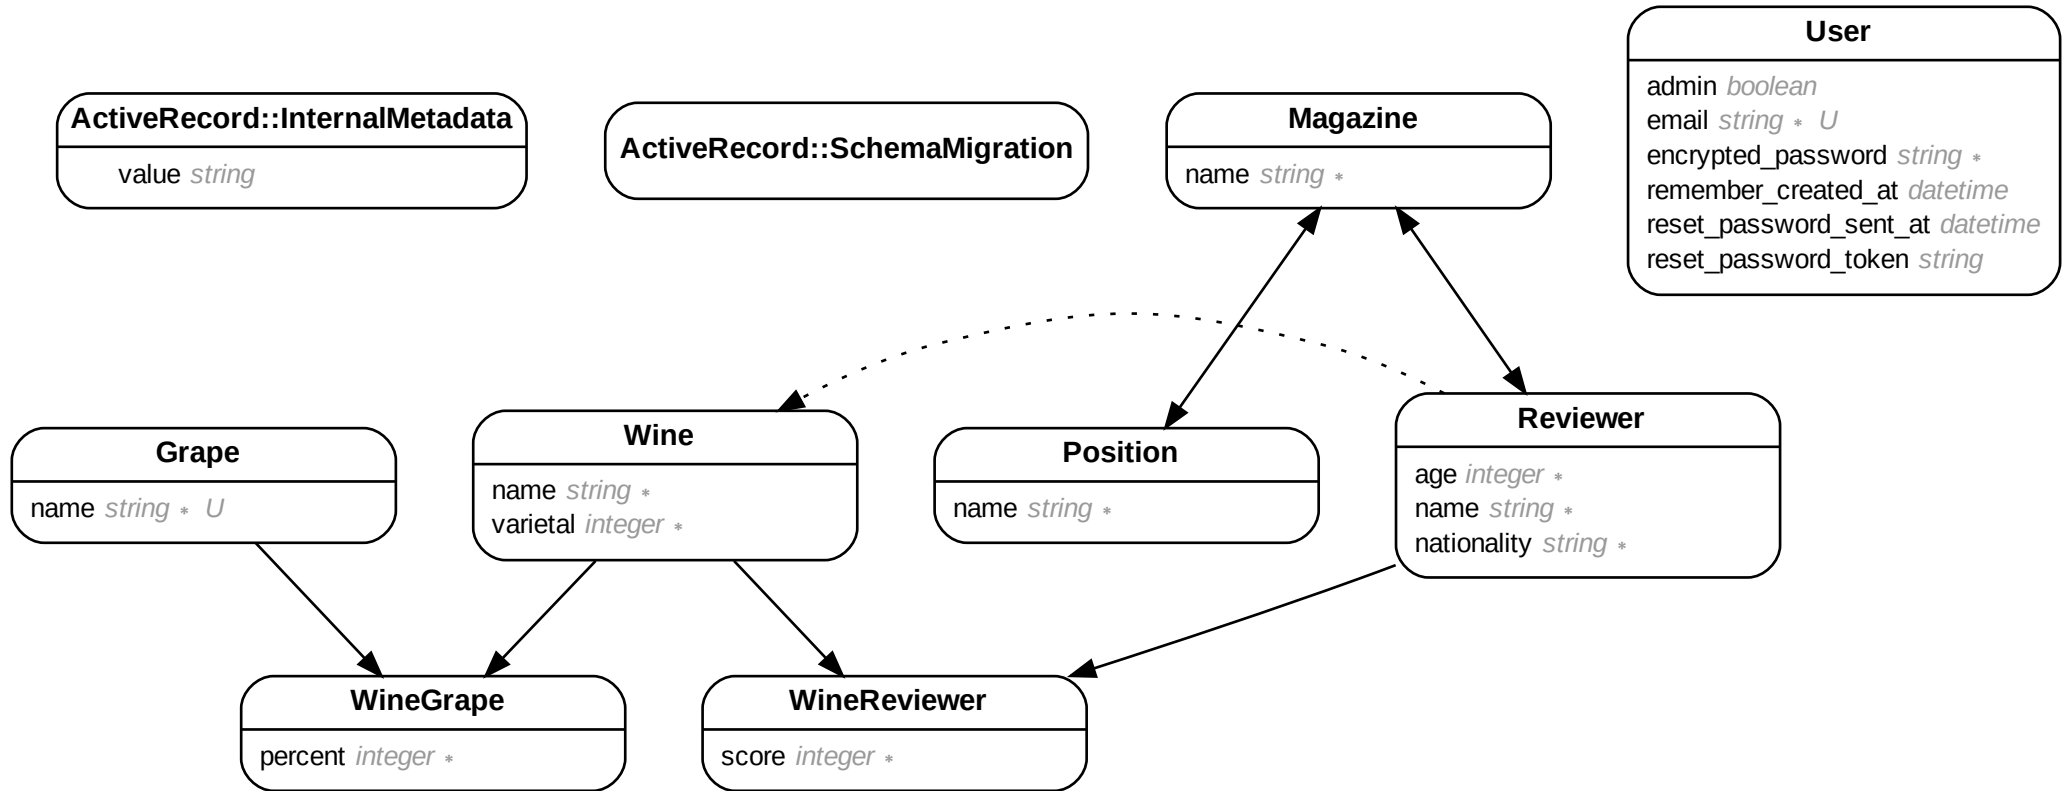 ActiveRecord::InternalMetadata
value string
ActiveRecord::SchemaMigration
Magazine
name string *
User
admin boolean
email string * U
encrypted_password string *
remember_created_at datetime
reset_password_sent_at datetime
reset_password_token string
Grape
name string * U
Wine
name string *
varietal integer *
Position
name string *
Reviewer
age integer *
name string *
nationality string *
WineGrape
percent integer *
WineReviewer
score integer *